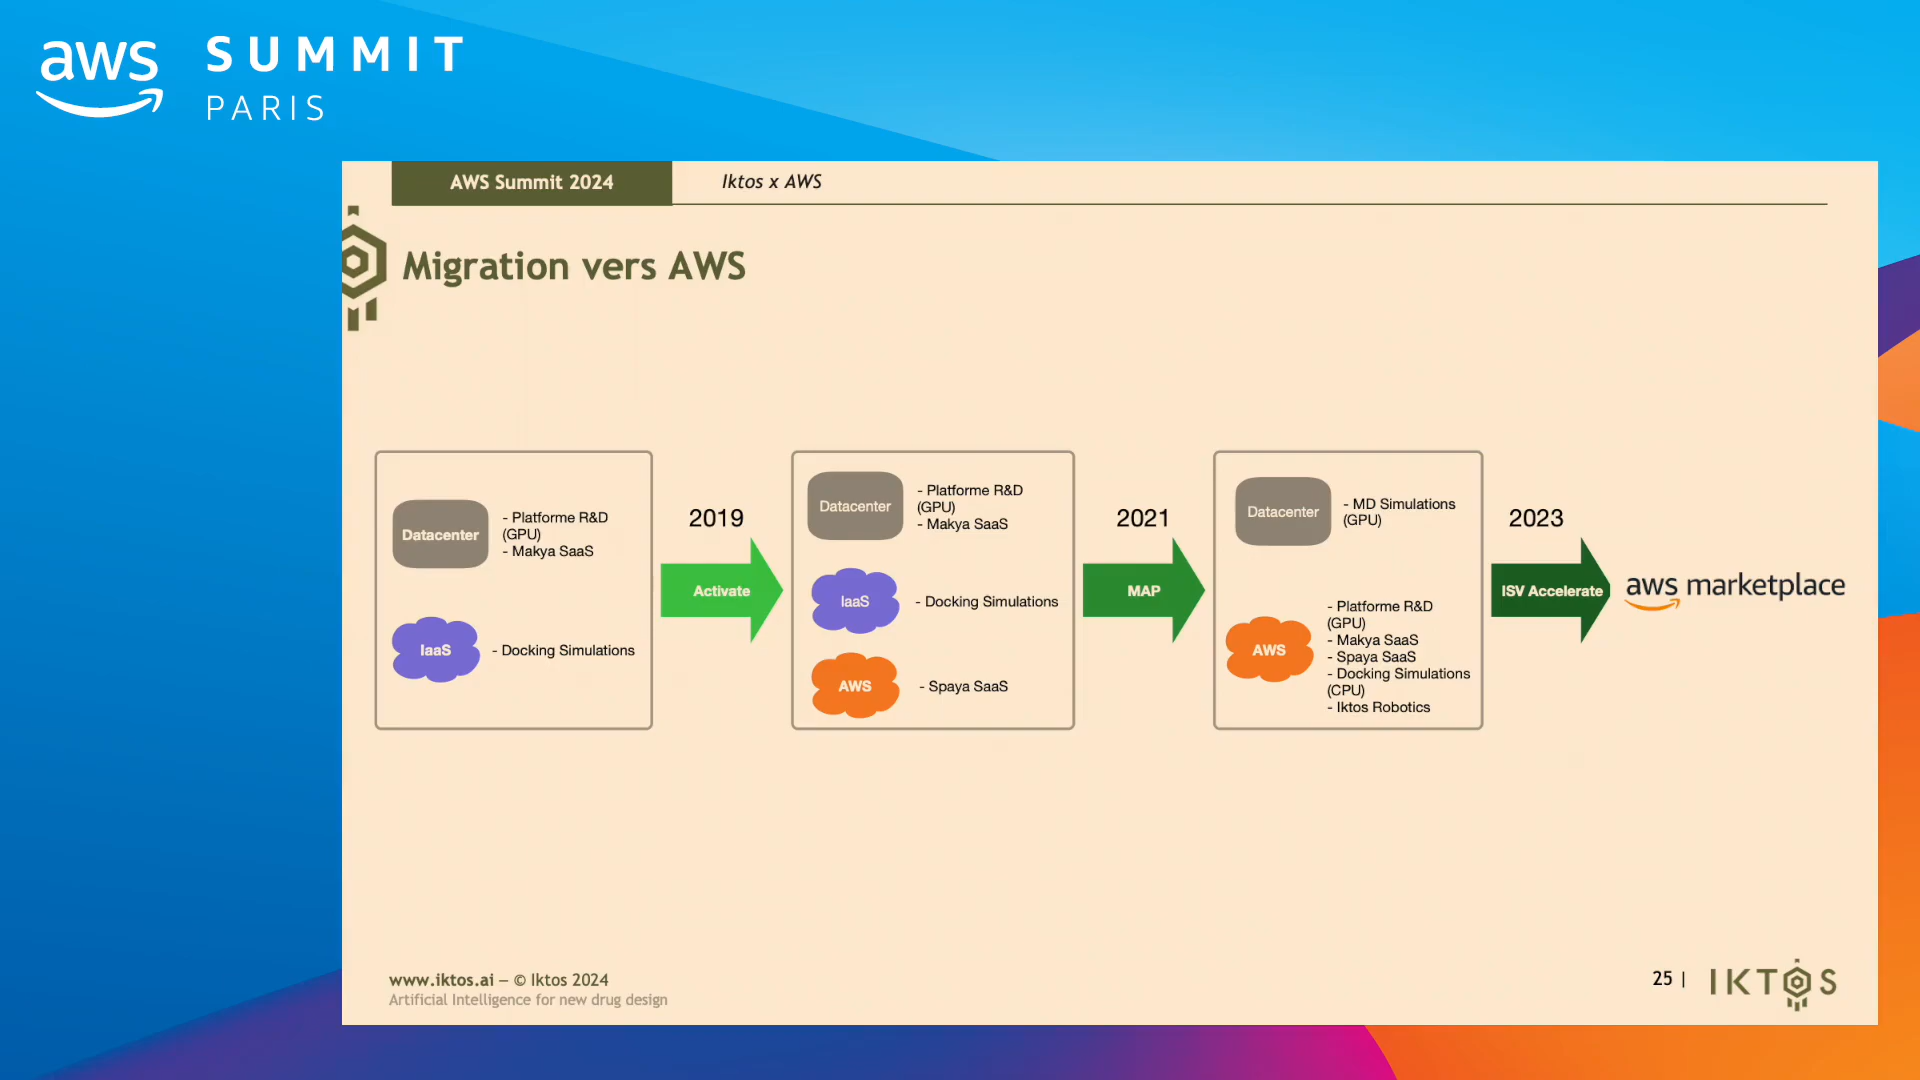 aws SUMMIT
PARIS
AWS Summit 2024
Iktos x AWS
Migration vers AWS
Datacenter
- Platforme R&D
(GPU)
- Makya SaaS
IaaS
- Docking Simulations
2019
Activate
Datacenter
- Platforme R&D
(GPU)
- Makya SaaS
IaaS
- Docking Simulations
AWS
- Spaya SaaS
2021
MAP
Datacenter
- MD Simulations
(GPU)
AWS
- Platforme R&D
(GPU)
- Makya SaaS
- Spaya SaaS
- Docking Simulations
(CPU)
- Iktos Robotics
2023
ISV Accelerate
aws marketplace
www.iktos.ai – © Iktos 2024
Artificial Intelligence for new drug design
25 |
IKTOS